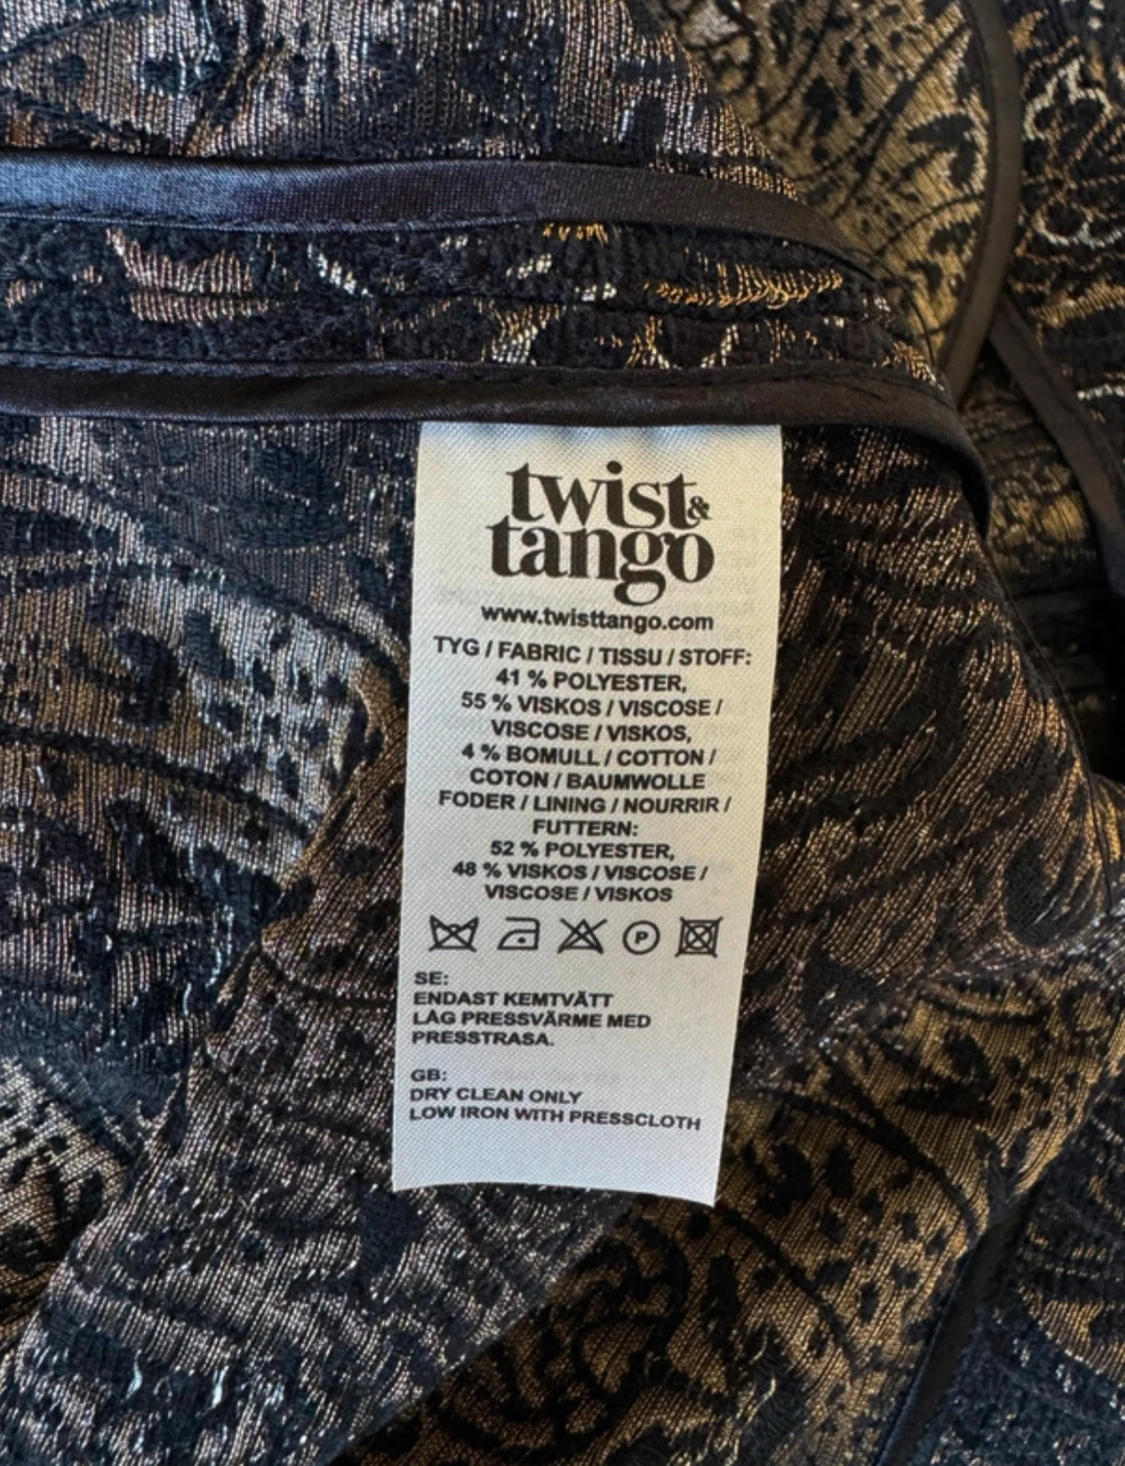 twist&
tango
www.twisttango.com
TYG / FABRIC / TISSU / STOFF:
41 % POLYESTER,
55 % VISKOS / VISCOSE /
VISCOSE / VISKOS,
4 % BOMULL / COTTON /
COTON / BAUMWOLLE
FODER / LINING / NOURRIR /
FUTTERN:
52 % POLYESTER,
48 % VISKOS / VISCOSE /
VISCOSE / VISKOS
P
SE:
ENDAST KEMTVÄTT
LÅG PRESSVÄRME MED
PRESSTRASA.
GB:
DRY CLEAN ONLY
LOW IRON WITH PRESSCLOTH